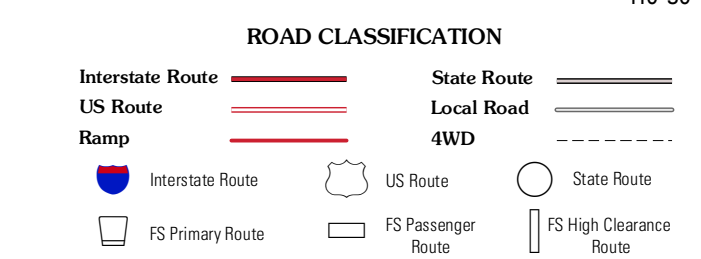 ROAD CLASSIFICATION
Interstate Route
State Route
US Route
Local Road
Ramp
4WD
Interstate Route
US Route
State Route
FS Primary Route
FS Passenger
Route
FS High Clearance
Route